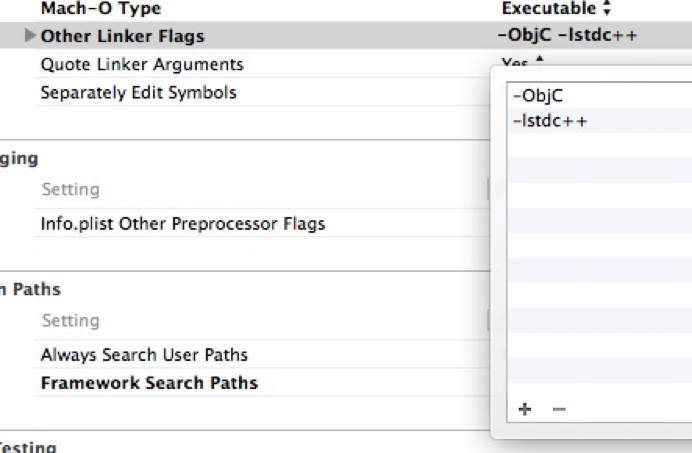 Mach-O Type Executable
Other Linker Flags -ObjC -lstdc++
Quote Linker Arguments Yes
Separately Edit Symbols
-ObjC
-lstdc++
ging
Setting
Info.plist Other Preprocessor Flags
h Paths
Setting
Always Search User Paths
Framework Search Paths
+ −
Testing